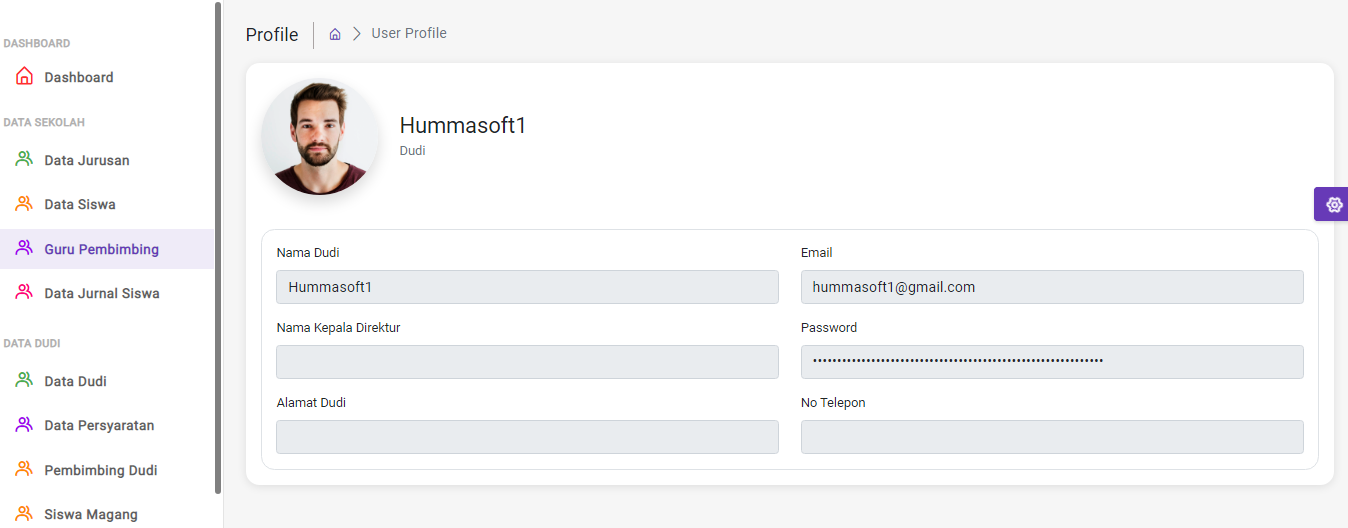 DASHBOARD
Dashboard
DATA SEKOLAH
Data Jurusan
Data Siswa
Guru Pembimbing
Data Jurnal Siswa
DATA DUDI
Data Dudi
Data Persyaratan
Pembimbing Dudi
Siswa Magang
Profile
User Profile
Hummasoft1
Dudi
Nama Dudi
Hummasoft1
Email
hummasoft1@gmail.com
Nama Kepala Direktur
Password
••••••••••••••••••••••••••••••••••••••••••••••••••••••••••••
Alamat Dudi
No Telepon